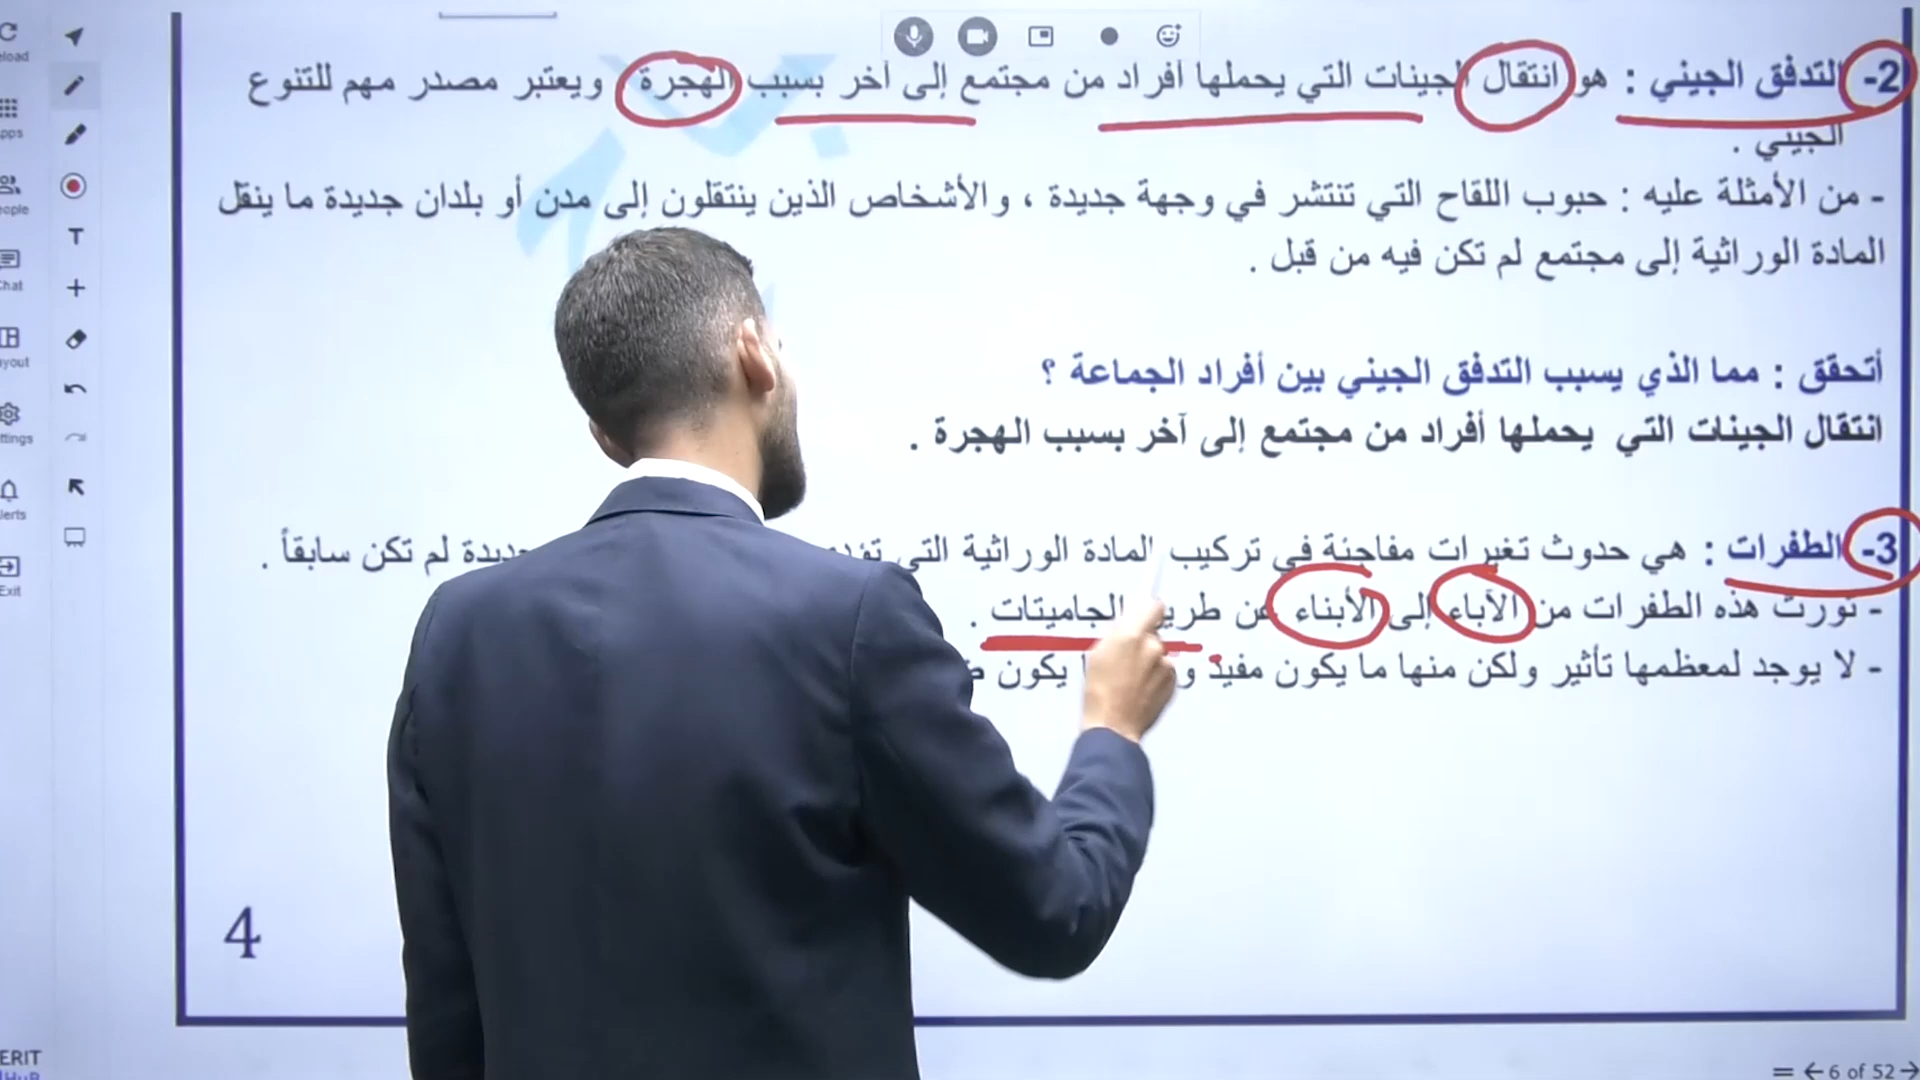 2- التدفق الجيني : هو انتقال الجينات التي يحملها أفراد من مجتمع إلى آخر بسبب الهجرة ويعتبر مصدر مهم للتنوع
الجيني .
- من الأمثلة عليه : حبوب اللقاح التي تنتشر في وجهة جديدة ، والأشخاص الذين ينتقلون إلى مدن أو بلدان جديدة ما ينقل
المادة الوراثية إلى مجتمع لم تكن فيه من قبل .
أتحقق : مما الذي يسبب التدفق الجيني بين أفراد الجماعة ؟
انتقال الجينات التي يحملها أفراد من مجتمع إلى آخر بسبب الهجرة .
3- الطفرات : هي حدوث تغيرات مفاجئة في تركيب المادة الوراثية التي جديدة لم تكن سابقاً .
- تورث هذه الطفرات من الآباء إلى الأبناء عن طريق الجاميتات .
- لا يوجد لمعظمها تأثير ولكن منها ما يكون مفيد يكون
4
Exit
6 of 52